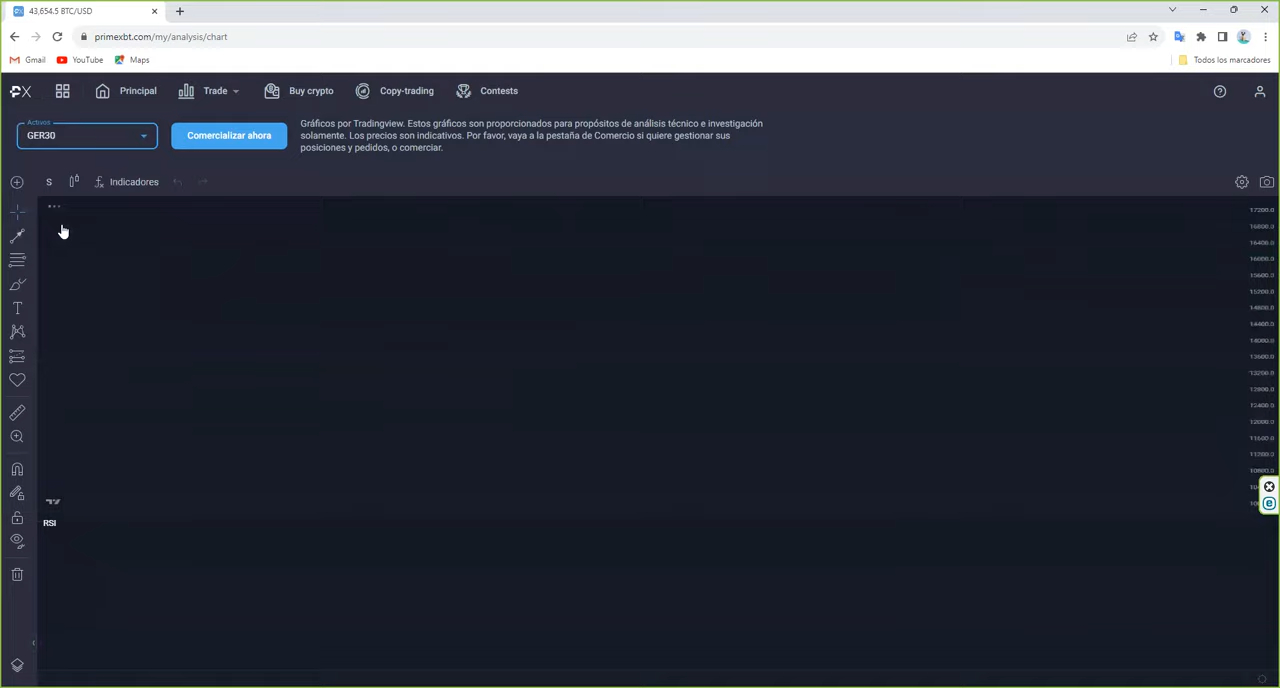 43,654.5 BTC/USD
primexbt.com/my/analysis/chart
Gmail YouTube Maps Todos los marcadores
PX Principal Trade Buy crypto Copy-trading Contests
Activos
GER30
Comercializar ahora
Gráficos por Tradingview. Estos gráficos son proporcionados para propósitos de análisis técnico e investigación
solamente. Los precios son indicativos. Por favor, vaya a la pestaña de Comercio si quiere gestionar sus
posiciones y pedidos, o comerciar.
S Indicadores
17200.0
16800.0
16400.0
16000.0
15600.0
15200.0
14800.0
14400.0
14000.0
13600.0
13200.0
12800.0
12400.0
12000.0
11600.0
11200.0
10800.0
RSI